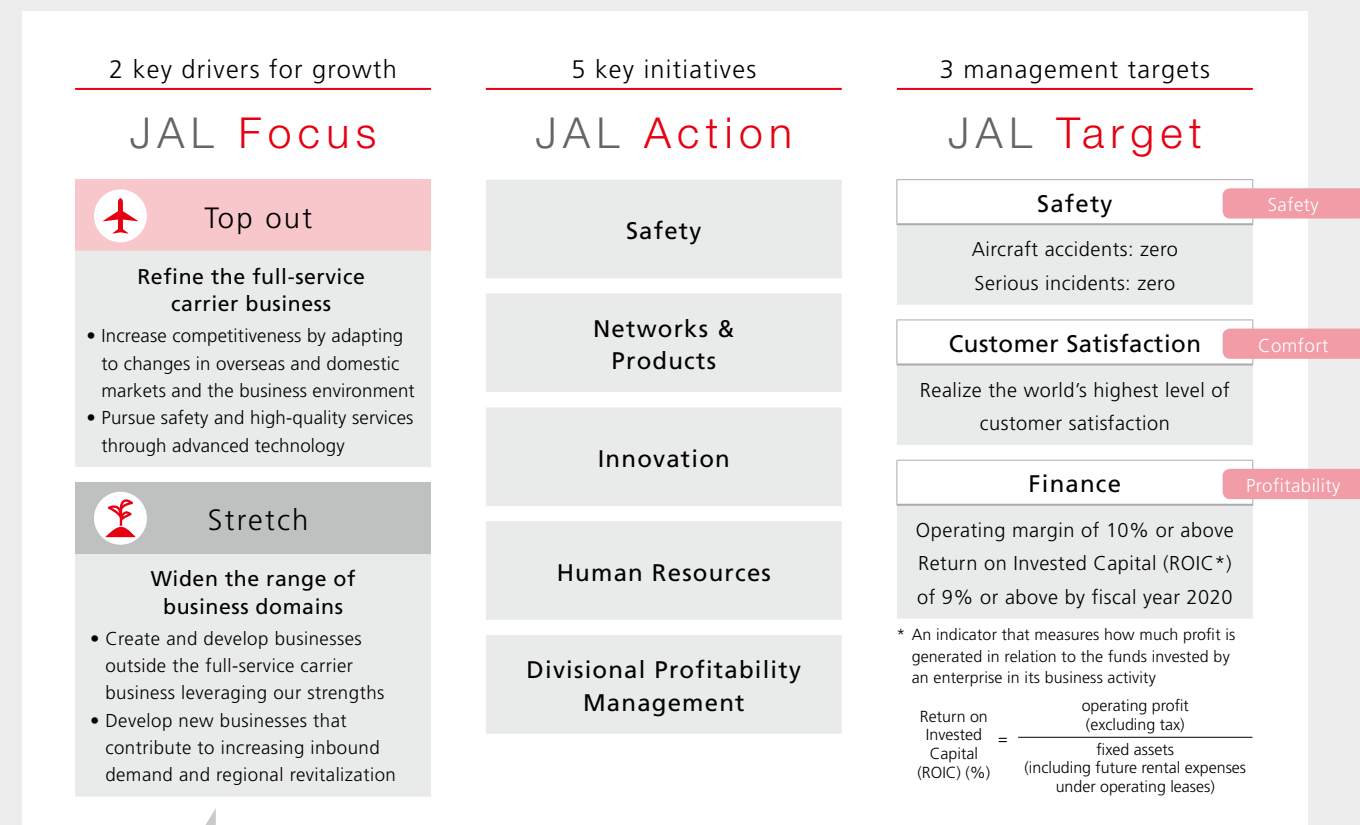 2 key drivers for growth
JAL Focus
Top out
Refine the full-service
carrier business
• Increase competitiveness by adapting
to changes in overseas and domestic
markets and the business environment
• Pursue safety and high-quality services
through advanced technology
Stretch
Widen the range of
business domains
• Create and develop businesses
outside the full-service carrier
business leveraging our strengths
• Develop new businesses that
contribute to increasing inbound
demand and regional revitalization
5 key initiatives
JAL Action
Safety
Networks &
Products
Innovation
Human Resources
Divisional Profitability
Management
3 management targets
JAL Target
Safety
Safety
Aircraft accidents: zero
Serious incidents: zero
Customer Satisfaction
Comfort
Realize the world's highest level of
customer satisfaction
Finance
Profitability
Operating margin of 10% or above
Return on Invested Capital (ROIC*)
of 9% or above by fiscal year 2020
* An indicator that measures how much profit is
generated in relation to the funds invested by
an enterprise in its business activity
Return on
Invested
Capital
(ROIC) (%)
=
operating profit
(excluding tax)
fixed assets
(including future rental expenses
under operating leases)